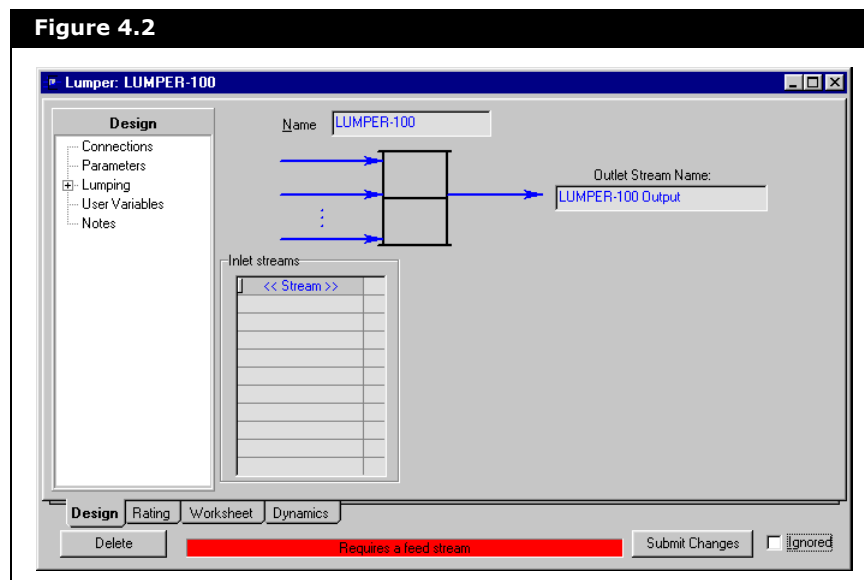 Figure 4.2
Lumper: LUMPER-100
Design
Connections
Parameters
Lumping
User Variables
Notes
Name LUMPER-100
Outlet Stream Name:
LUMPER-100 Output
Inlet streams
<< Stream >>
Design Rating Worksheet Dynamics
Delete Requires a feed stream Submit Changes Ignored